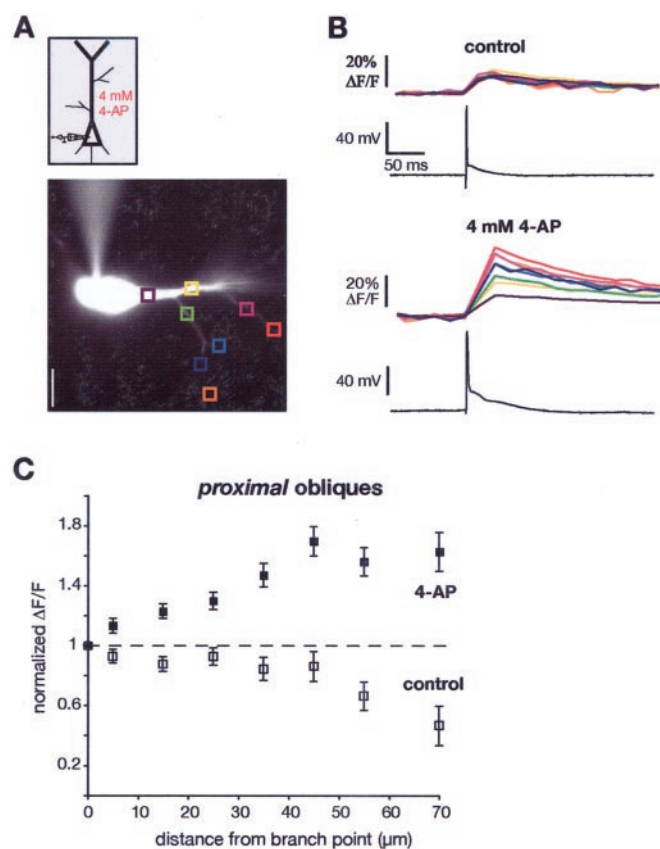 A
4 mM
4-AP
B
control
20%
ΔF/F
40 mV
50 ms
4 mM 4-AP
20%
ΔF/F
40 mV
C
proximal obliques
normalized ΔF/F
1.8
1.4
1
0.6
0.2
4-AP
control
0 10 20 30 40 50 60 70
distance from branch point (µm)